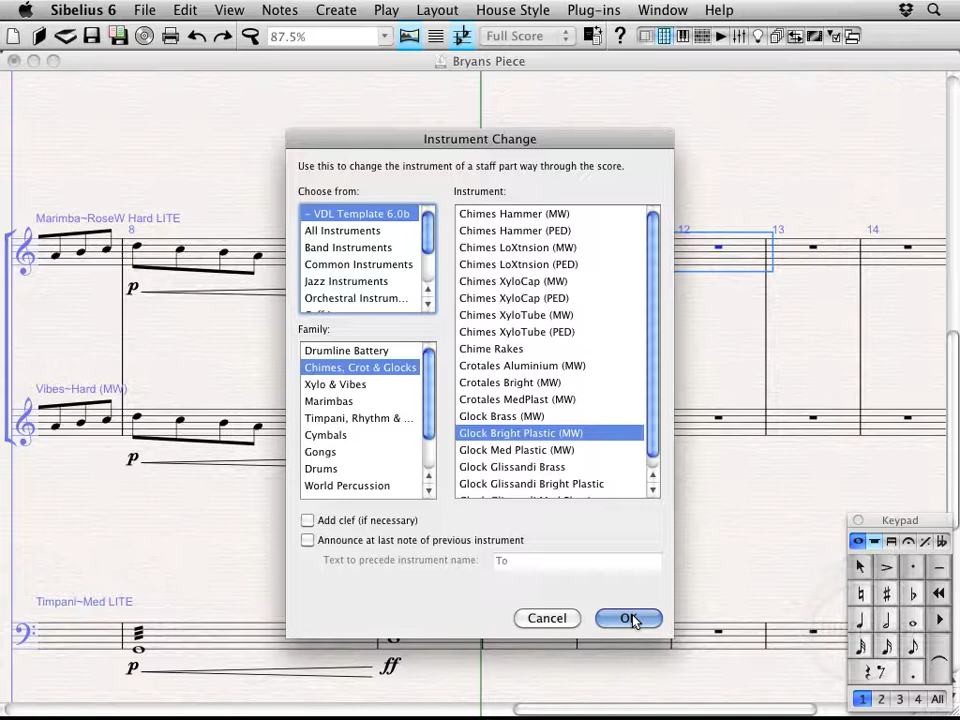 Sibelius 6 File Edit View Notes Create Play Layout House Style Plug-ins Window Help
87.5% Full Score
Bryans Piece
Instrument Change
Use this to change the instrument of a staff part way through the score.
Choose from:
- VDL Template 6.0b
All Instruments
Band Instruments
Common Instruments
Jazz Instruments
Orchestral Instrum...
Family:
Drumline Battery
Chimes, Crot & Glocks
Xylo & Vibes
Marimbas
Timpani, Rhythm & ...
Cymbals
Gongs
Drums
World Percussion
Instrument:
Chimes Hammer (MW)
Chimes Hammer (PED)
Chimes LoXtnsion (MW)
Chimes LoXtnsion (PED)
Chimes XyloCap (MW)
Chimes XyloCap (PED)
Chimes XyloTube (MW)
Chimes XyloTube (PED)
Chime Rakes
Crotales Aluminium (MW)
Crotales Bright (MW)
Crotales MedPlast (MW)
Glock Brass (MW)
Glock Bright Plastic (MW)
Glock Med Plastic (MW)
Glock Glissandi Brass
Glock Glissandi Bright Plastic
Add clef (if necessary)
Announce at last note of previous instrument
Text to precede instrument name: To
Cancel OK
Marimba~RoseW Hard LITE
8 12 13 14
p
Vibes~Hard (MW)
p
Timpani~Med LITE
p ff
Keypad
1 2 3 4 All